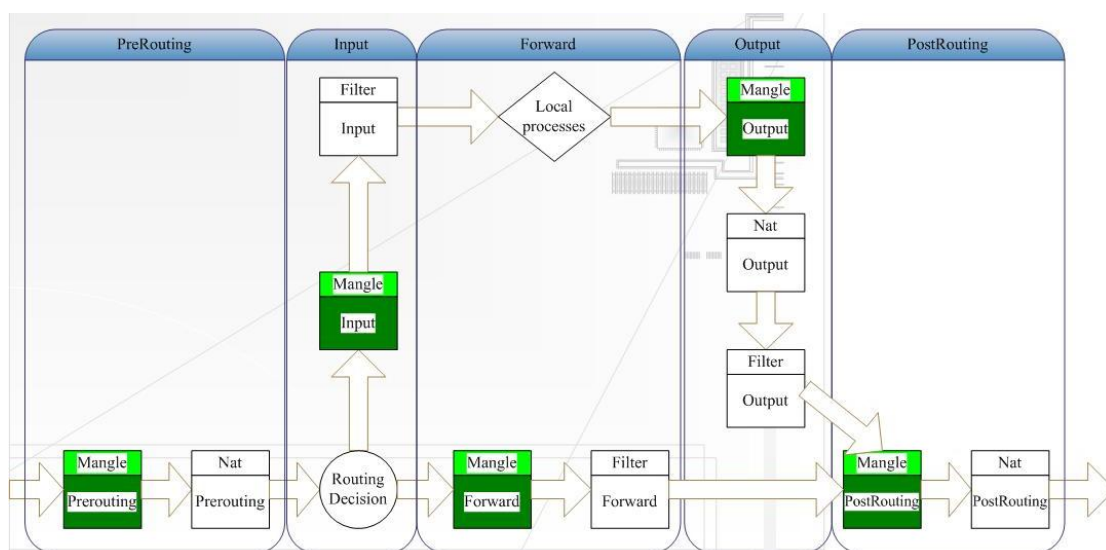 PreRouting
Input
Forward
Output
PostRouting
Filter
Input
Local
processes
Mangle
Output
Nat
Output
Mangle
Input
Filter
Output
Mangle
Prerouting
Nat
Prerouting
Routing
Decision
Mangle
Forward
Filter
Forward
Mangle
PostRouting
Nat
PostRouting